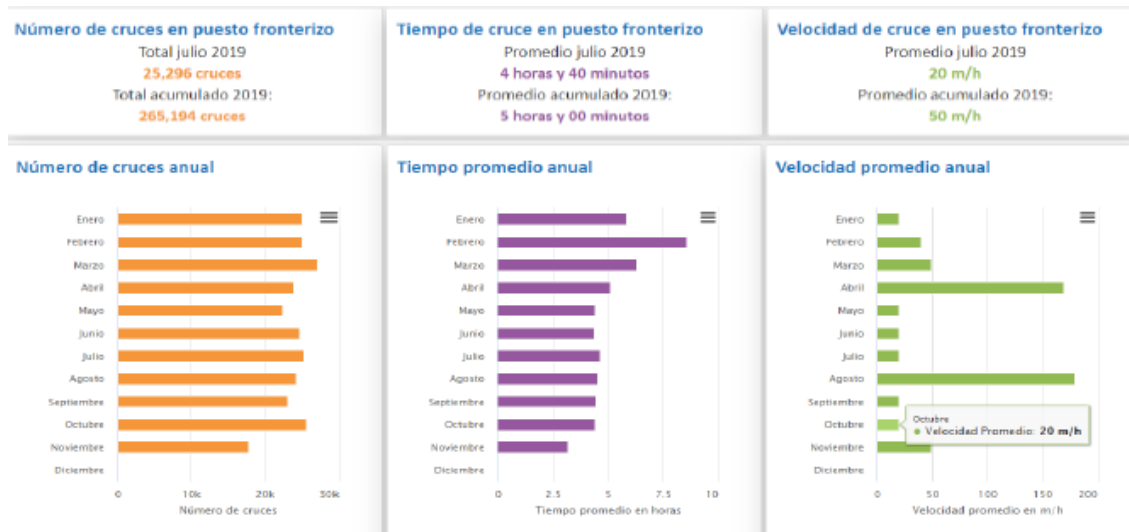 Número de cruces en puesto fronterizo
Total julio 2019
25,296 cruces
Total acumulado 2019:
265,194 cruces
Tiempo de cruce en puesto fronterizo
Promedio julio 2019
4 horas y 40 minutos
Promedio acumulado 2019:
5 horas y 00 minutos
Velocidad de cruce en puesto fronterizo
Promedio julio 2019
20 m/h
Promedio acumulado 2019:
50 m/h
Número de cruces anual
Enero
Febrero
Marzo
Abril
Mayo
Junio
Julio
Agosto
Septiembre
Octubre
Noviembre
Diciembre
0 10k 20k 30k
Número de cruces
Tiempo promedio anual
Enero
Febrero
Marzo
Abril
Mayo
Junio
Julio
Agosto
Septiembre
Octubre
Noviembre
Diciembre
0 2.5 5 7.5 10
Tiempo promedio en horas
Velocidad promedio anual
Enero
Febrero
Marzo
Abril
Mayo
Junio
Julio
Agosto
Septiembre
Octubre
Noviembre
Diciembre
Octubre
Velocidad Promedio: 20 m/h
0 50 100 150 200
Velocidad promedio en m/h